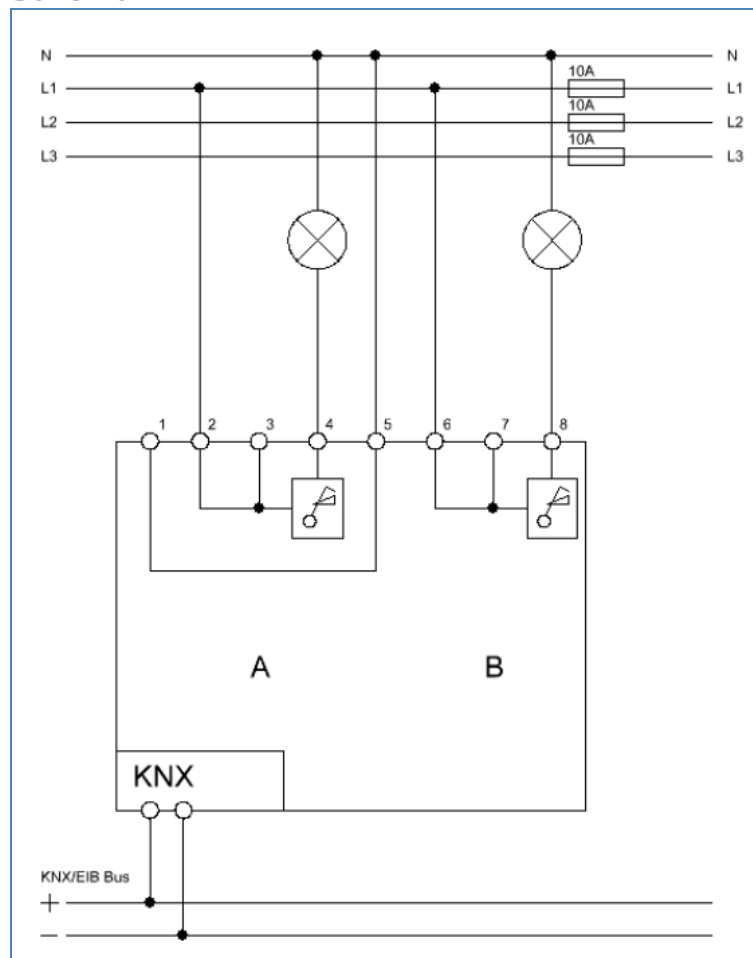 N N
10A
L1 L1
10A
L2 L2
10A
L3 L3
1 2 3 4 5 6 7 8
A B
KNX
KNX/EIB Bus
+
−